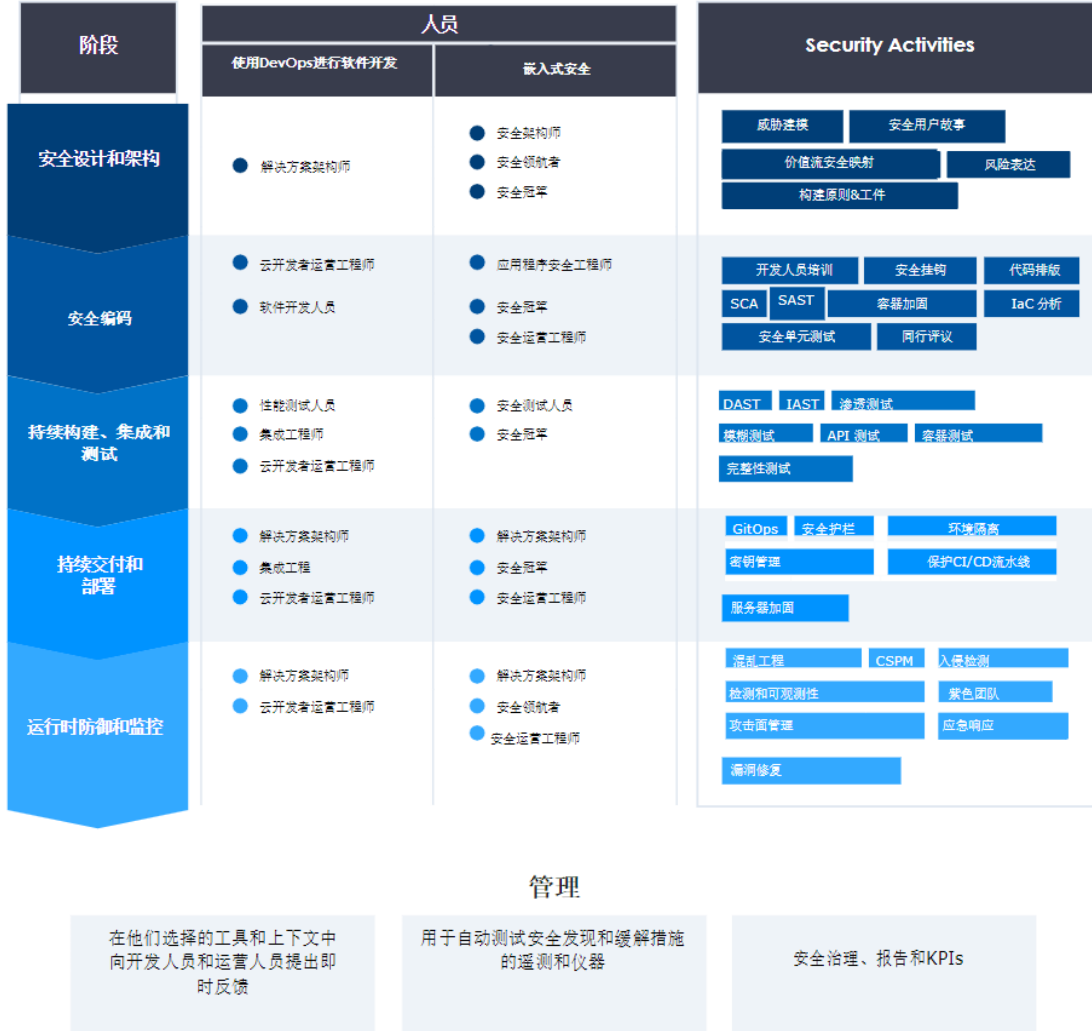 阶段
人员
使用DevOps进行软件开发
嵌入式安全
Security Activities
安全设计和架构
解决方案架构师
安全架构师
安全领航者
安全冠军
威胁建模
安全用户故事
价值流安全映射
风险表达
构建原则&工件
安全编码
云开发者运营工程师
软件开发人员
应用程序安全工程师
安全冠军
安全运营工程师
开发人员培训
安全挂钩
代码排版
SCA
SAST
容器加固
IaC 分析
安全单元测试
同行评议
持续构建、集成和
测试
性能测试人员
集成工程师
云开发者运营工程师
安全测试人员
安全冠军
DAST
IAST
渗透测试
模糊测试
API 测试
容器测试
完整性测试
持续交付和
部署
解决方案架构师
集成工程
云开发者运营工程师
解决方案架构师
安全冠军
安全运营工程师
GitOps
安全护栏
环境隔离
密钥管理
保护CI/CD流水线
服务器加固
运行时防御和监控
解决方案架构师
云开发者运营工程师
解决方案架构师
安全领航者
安全运营工程师
混乱工程
CSPM
入侵检测
检测和可观测性
紫色团队
攻击面管理
应急响应
漏洞修复
管理
在他们选择的工具和上下文中
向开发人员和运营人员提出即
时反馈
用于自动测试安全发现和缓解措施
的遥测和仪器
安全治理、报告和KPIs